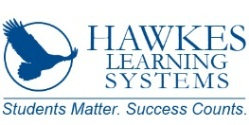 HAWKES
LEARNING
SYSTEMS
Students Matter. Success Counts.